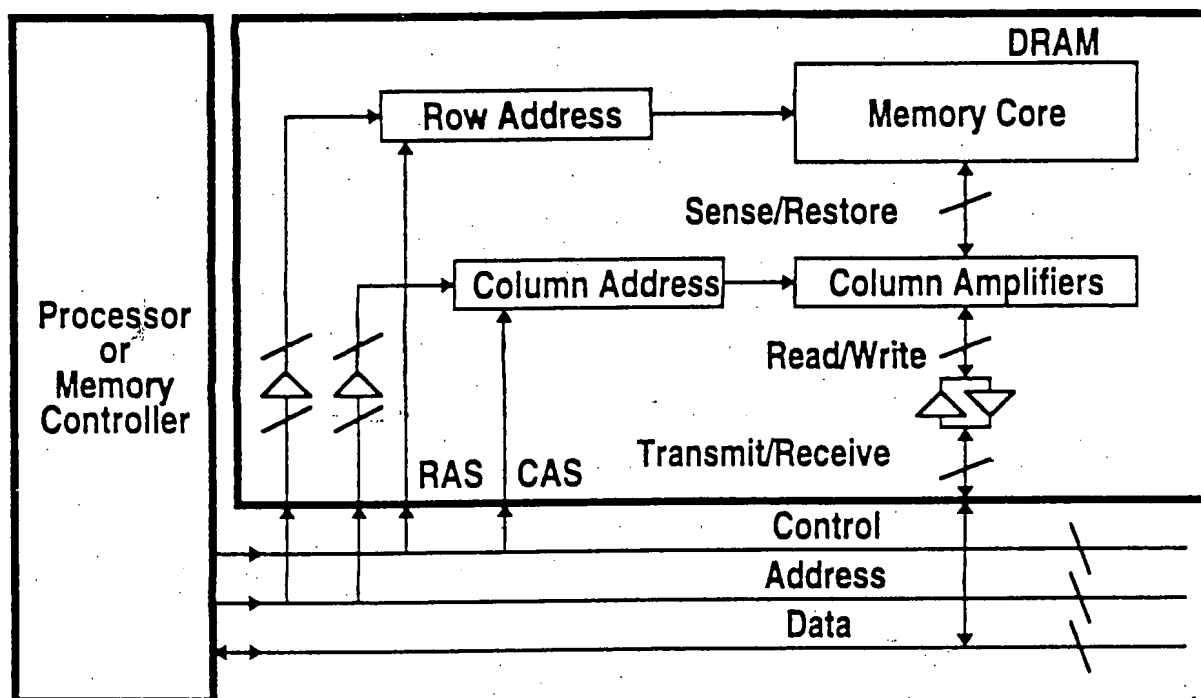 DRAM
Row Address
Memory Core
Sense/Restore
Column Address
Column Amplifiers
Processor
or
Memory
Controller
Read/Write
Transmit/Receive
RAS
CAS
Control
Address
Data